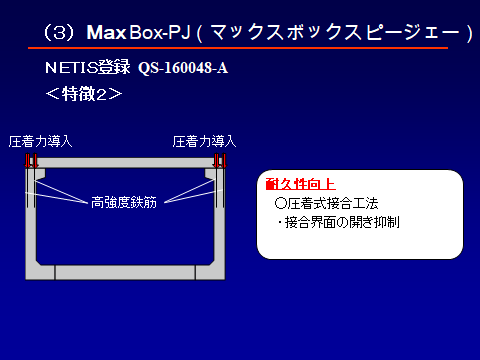 （３）MaxBox-PJ（マックスボックスピージェー）
ＮＥＴＩＳ登録 QS-160048-A
＜特徴２＞
圧着力導入 圧着力導入
高強度鉄筋
耐久性向上
〇圧着式接合工法
・接合界面の開き抑制